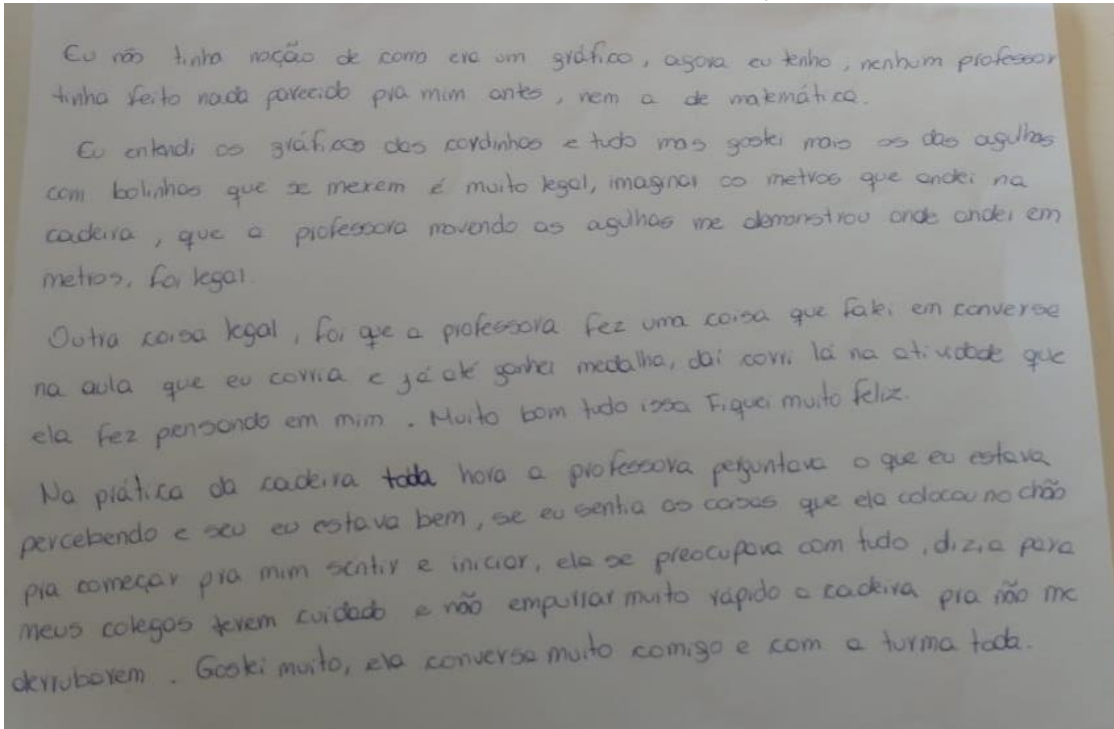 Eu não tinha noção de como era um gráfico, agora eu tenho, nenhum professor
tinha feito nada parecido pra mim antes, nem a de matemática.
Eu entendi os gráficos das cordinhas e tudo mas gostei mais os das agulhas
com bolinhas que se mexem é muito legal, imaginar os metros que andei na
cadeira, que a professora movendo as agulhas me demonstrou onde andei em
metros, foi legal.
Outra coisa legal, foi que a professora fez uma coisa que falei em converse
na aula que eu corria e já até ganhei medalha, daí corri lá na atividade que
ela fez pensando em mim. Muito bom tudo isso Fiquei muito feliz.
Na prática da cadeira toda hora a professora perguntava o que eu estava
percebendo e seu eu estava bem, se eu sentia as coisas que ela colocou no chão
pra começar pra mim sentir e iniciar, ela se preocupava com tudo, dizia para
meus colegos terem cuidado e não empurrar muito rápido a cadeira pra não me
derrubarem. Gostei muito, ela conversa muito comigo e com a turma toda.